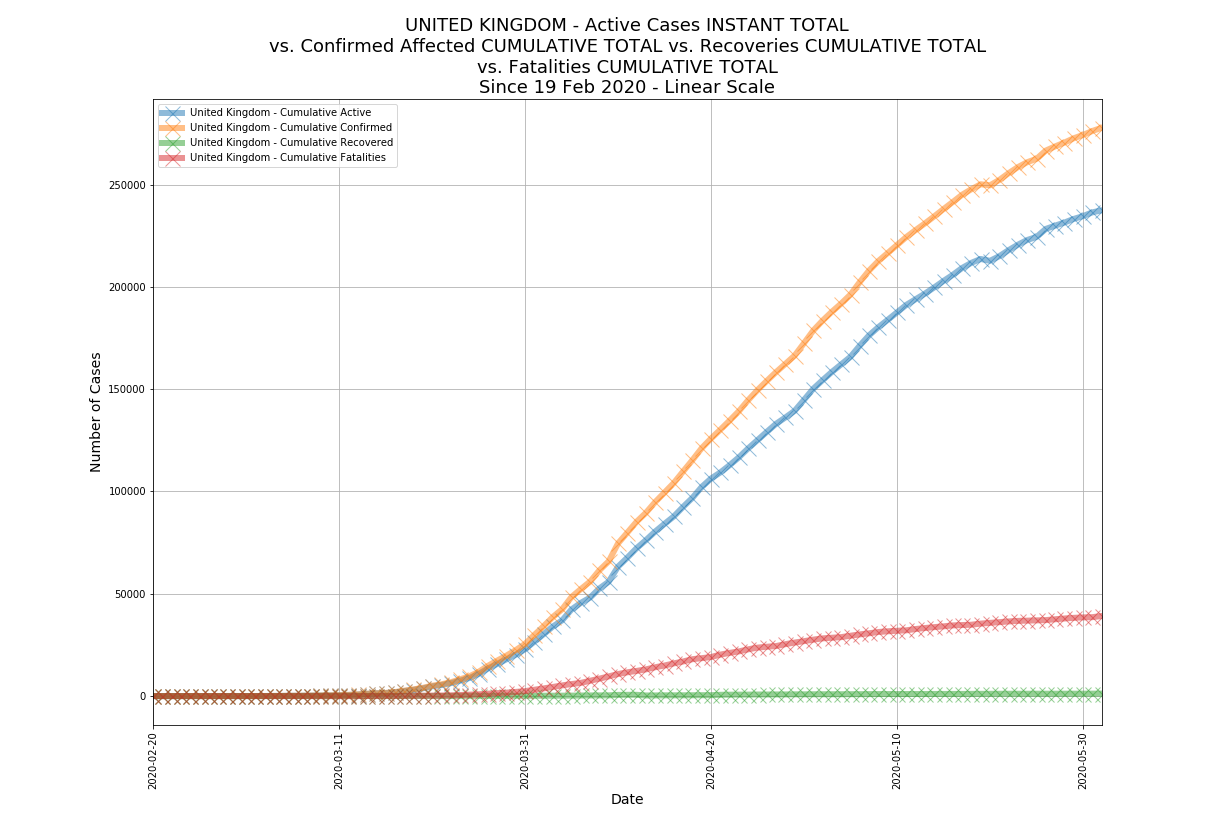 UNITED KINGDOM - Active Cases INSTANT TOTAL
vs. Confirmed Affected CUMULATIVE TOTAL vs. Recoveries CUMULATIVE TOTAL
vs. Fatalities CUMULATIVE TOTAL
Since 19 Feb 2020 - Linear Scale
United Kingdom - Cumulative Active
United Kingdom - Cumulative Confirmed
United Kingdom - Cumulative Recovered
United Kingdom - Cumulative Fatalities
Number of Cases
250000
200000
150000
100000
50000
0
2020-02-20
2020-03-11
2020-03-31
2020-04-20
2020-05-10
2020-05-30
Date